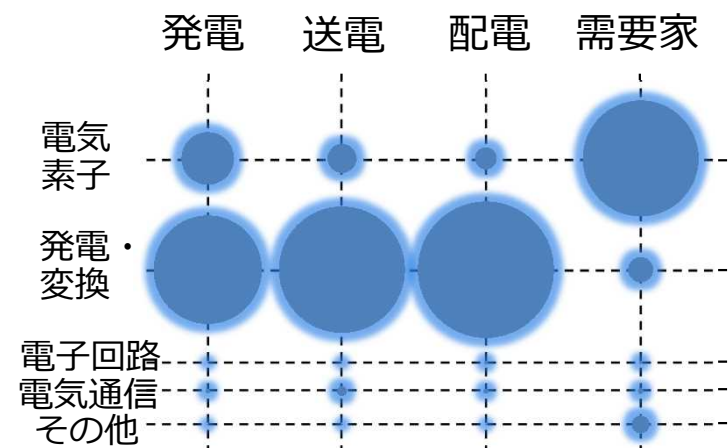 発電 送電 配電 需要家
電気
素子
発電・
変換
電子回路
電気通信
その他